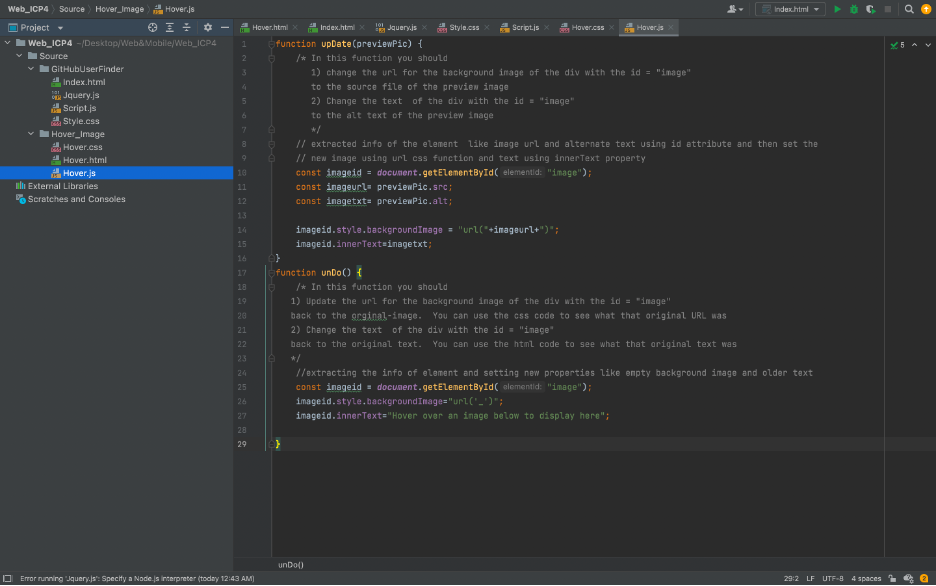 Web_ICP4 Source Hover_Image Hover.js Index.html
Project
Hover.html Index.html Jquery.js Style.css Script.js Hover.css Hover.js
Web_ICP4 ~/Desktop/Web&Mobile/Web_ICP4
Source
GitHubUserFinder
Index.html
Jquery.js
Script.js
Style.css
Hover_Image
Hover.css
Hover.html
Hover.js
External Libraries
Scratches and Consoles
5
1 function upDate(previewPic) {
2 /* In this function you should
3 1) change the url for the background image of the div with the id = "image"
4 to the source file of the preview image
5 2) Change the text  of the div with the id = "image"
6 to the alt text of the preview image
7 */
8 // extracted info of the element  like image url and alternate text using id attribute and then set the
9 // new image using url css function and text using innerText property
10 const imageid = document.getElementById( elementId: "image");
11 const imageurl= previewPic.src;
12 const imagetxt= previewPic.alt;
13
14 imageid.style.backgroundImage = "url("+imageurl+")";
15 imageid.innerText=imagetxt;
16 }
17 function unDo() {
18 /* In this function you should
19 1) Update the url for the background image of the div with the id = "image"
20 back to the orginal-image.  You can use the css code to see what that original URL was
21 2) Change the text  of the div with the id = "image"
22 back to the original text.  You can use the html code to see what that original text was
23 */
24 //extracting the info of element and setting new properties like empty background image and older text
25 const imageid = document.getElementById( elementId: "image");
26 imageid.style.backgroundImage="url('_')";
27 imageid.innerText="Hover over an image below to display here";
28
29 }
unDo()
Error running 'Jquery.js': Specify a Node.js interpreter (today 12:43 AM) 29:2 LF UTF-8 4 spaces 2